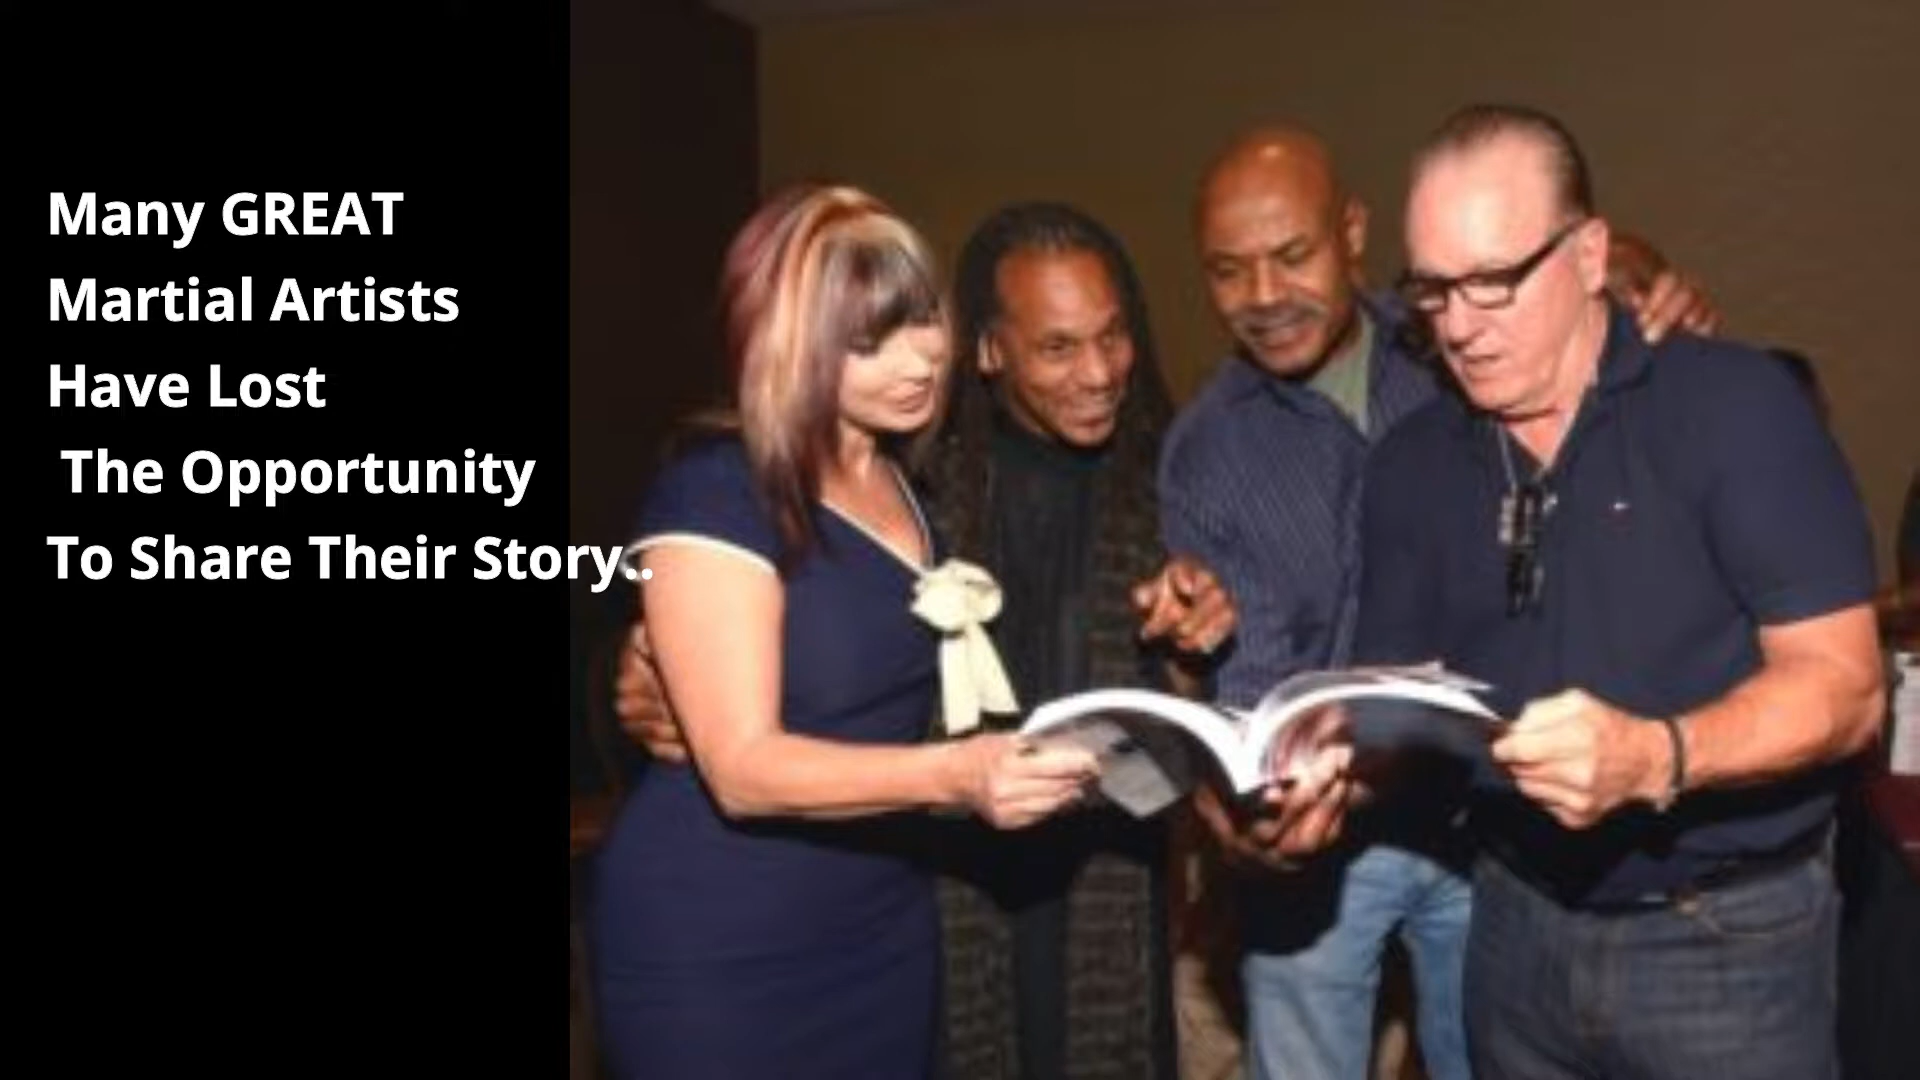 Many GREAT
Martial Artists
Have Lost
The Opportunity
To Share Their Story..